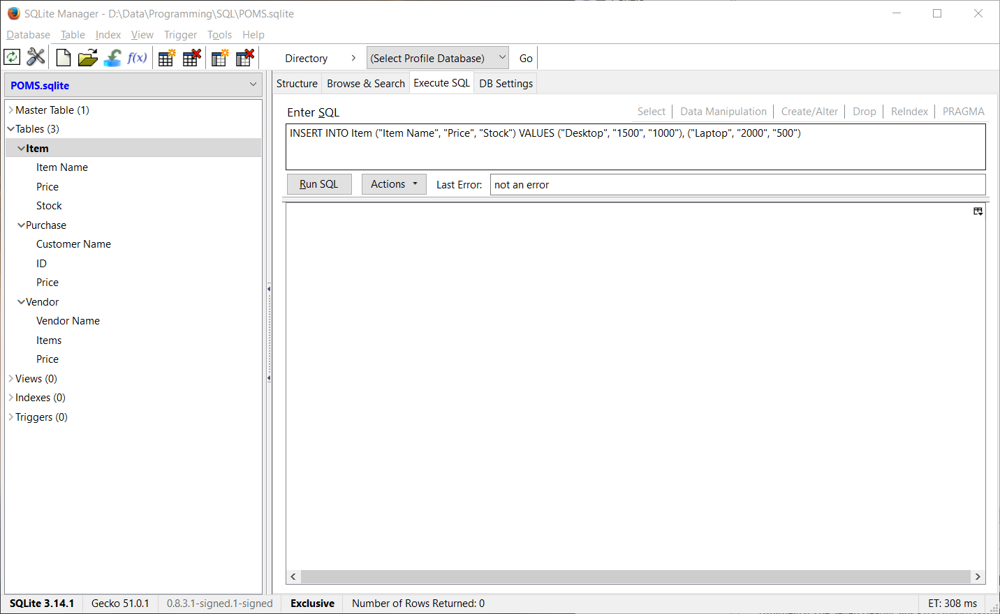 SQLite Manager - D:\Data\Programming\SQL\POMS.sqlite
Database Table Index View Trigger Tools Help
f(x) Directory > (Select Profile Database) Go
POMS.sqlite
Master Table (1)
Tables (3)
Item
Item Name
Price
Stock
Purchase
Customer Name
ID
Price
Vendor
Vendor Name
Items
Price
Views (0)
Indexes (0)
Triggers (0)
Structure Browse & Search Execute SQL DB Settings
Enter SQL Select Data Manipulation Create/Alter Drop ReIndex PRAGMA
INSERT INTO Item ("Item Name", "Price", "Stock") VALUES ("Desktop", "1500", "1000"), ("Laptop", "2000", "500")
Run SQL Actions Last Error: not an error
SQLite 3.14.1 Gecko 51.0.1 0.8.3.1-signed.1-signed Exclusive Number of Rows Returned: 0 ET: 308 ms